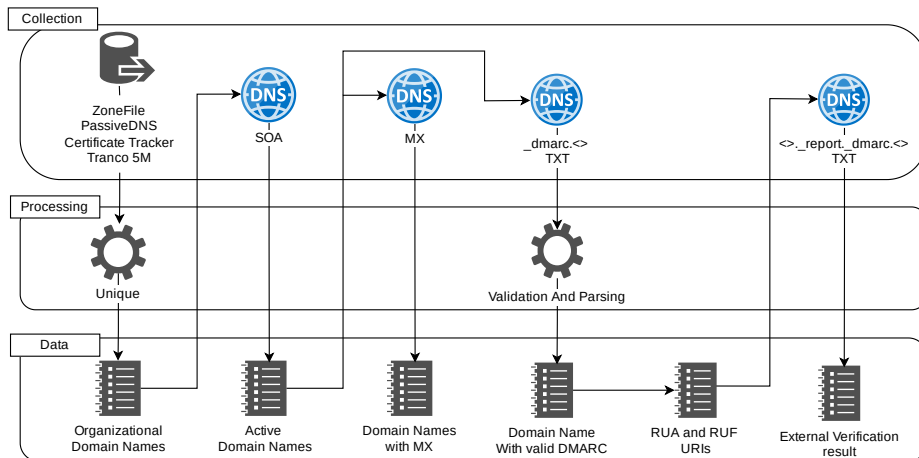 Collection
ZoneFile
PassiveDNS
Certificate Tracker
Tranco 5M
DNS
SOA
DNS
MX
DNS
_dmarc.<>
TXT
DNS
<>._report._dmarc.<>
TXT
Processing
Unique
Validation And Parsing
Data
Organizational
Domain Names
Active
Domain Names
Domain Names
with MX
Domain Name
With valid DMARC
RUA and RUF
URIs
External Verification
result